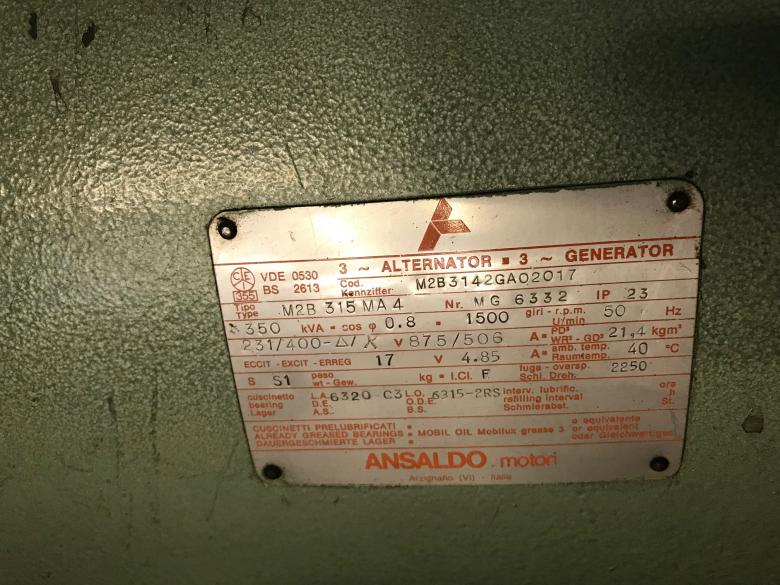 3 ~ ALTERNATOR ■ 3 ~ GENERATOR
CEI 355 VDE 0530 BS 2613 Cod. Kennziffer. M2B3142GA02017
Tipo Type M2B 315 MA 4 Nr. MG 6332 IP 23
350 kVA - cos φ 0.8 ■ 1500 giri - r.p.m. U/min 50 Hz
231/400-Δ/ V 875/506 A ■ PD² WR² - GD² 21,4 kgm²
ECCIT - EXCIT - ERREG 17 V 4.85 A ■ amb. temp. Raumtemp. 40 °C
S S1 peso wt - Gew. kg ■ I.Cl. F fuga - oversp. Schl. Dreh. 2250
cuscinetto bearing Lager L.A. D.E. A.S. 6320 C3 L.O. O.D.E. B.S. 6315-2RS interv. lubrific. refilling interval Schmierabst. ore h St.
CUSCINETTI PRELUBRIFICATI
ALREADY GREASED BEARINGS
DAUERGESCHMIERTE LAGER
MOBIL OIL Mobilux grease 3
o equivalente
or equivalent
oder Gleichwertiges
ANSALDO motori
Arzignano (VI) - Italia